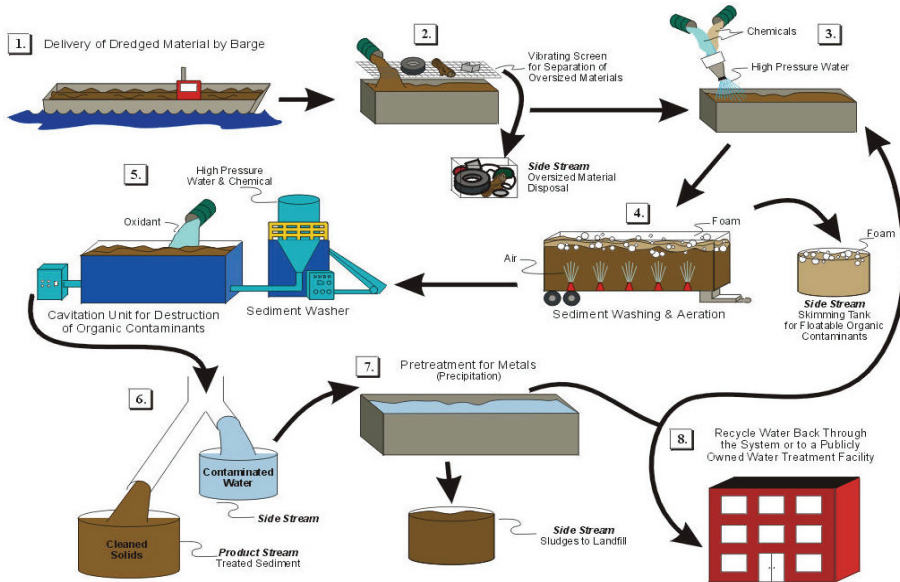 1. Delivery of Dredged Material by Barge
2.
Vibrating Screen
for Separation of
Oversized Materials
Side Stream
Oversized Material
Disposal
3.
Chemicals
High Pressure Water
4.
Foam
Air
Sediment Washing & Aeration
Foam
Side Stream
Skimming Tank
for Floatable Organic
Contaminants
5.
High Pressure
Water & Chemical
Oxidant
Cavitation Unit for Destruction
of Organic Contaminants
Sediment Washer
6.
Contaminated
Water
Side Stream
Cleaned
Solids
Product Stream
Treated Sediment
7.
Pretreatment for Metals
(Precipitation)
Side Stream
Sludges to Landfill
8.
Recycle Water Back Through
the System or to a Publicly
Owned Water Treatment Facility